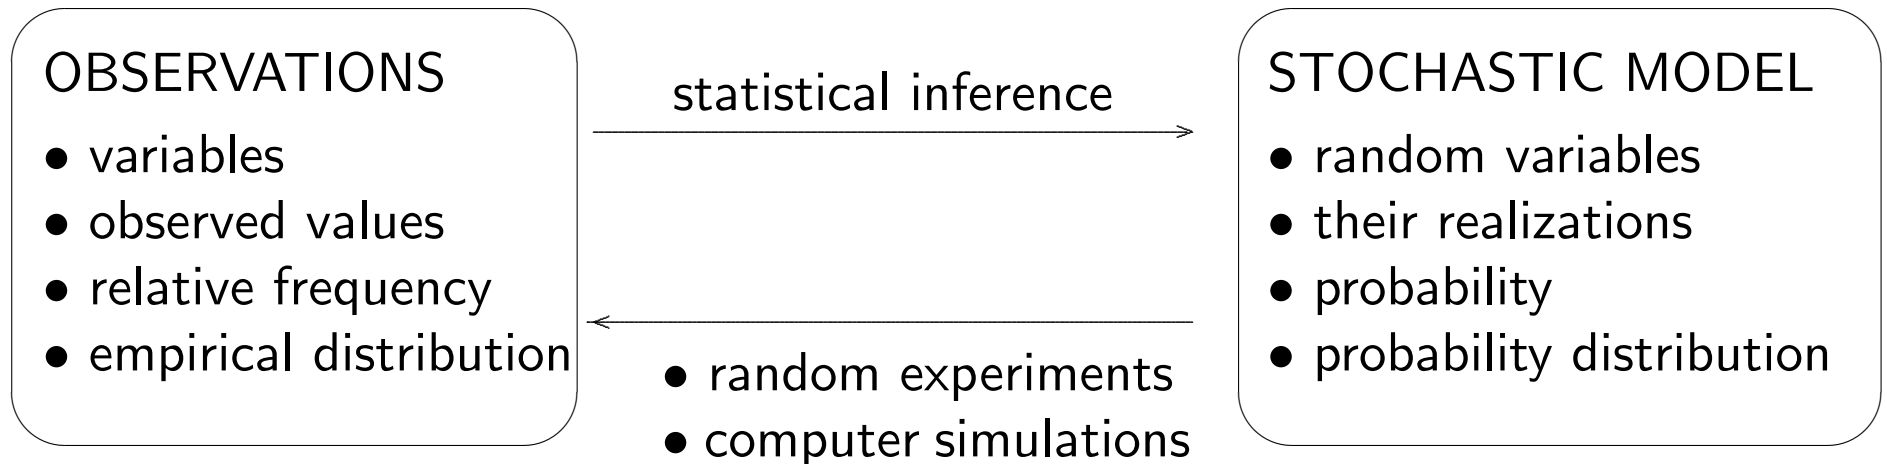 OBSERVATIONS
• variables
• observed values
• relative frequency
• empirical distribution
statistical inference
• random experiments
• computer simulations
STOCHASTIC MODEL
• random variables
• their realizations
• probability
• probability distribution